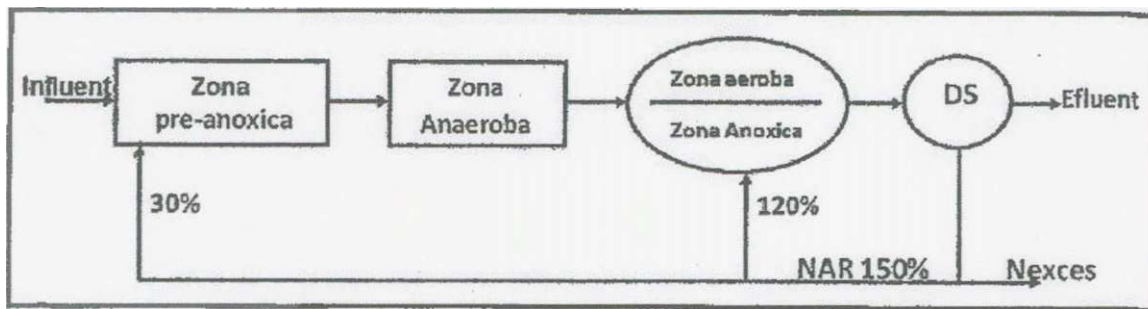 Influent
Zona
pre-anoxica
Zona
Anaeroba
Zona aeroba
Zona Anoxica
DS
Efluent
30%
120%
NAR 150%
Nexces